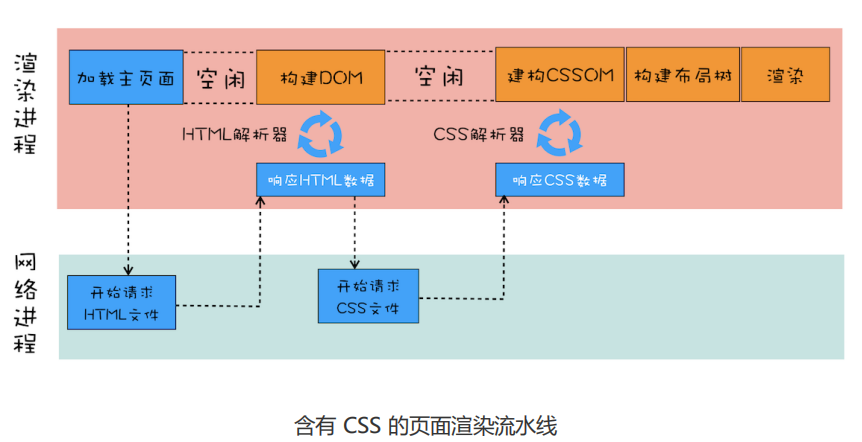 渲染进程
加载主页面
空闲
构建DOM
空闲
建构CSSOM
构建布局树
渲染
HTML解析器
CSS解析器
响应HTML数据
响应CSS数据
网络进程
开始请求
HTML文件
开始请求
CSS文件
含有 CSS 的页面渲染流水线